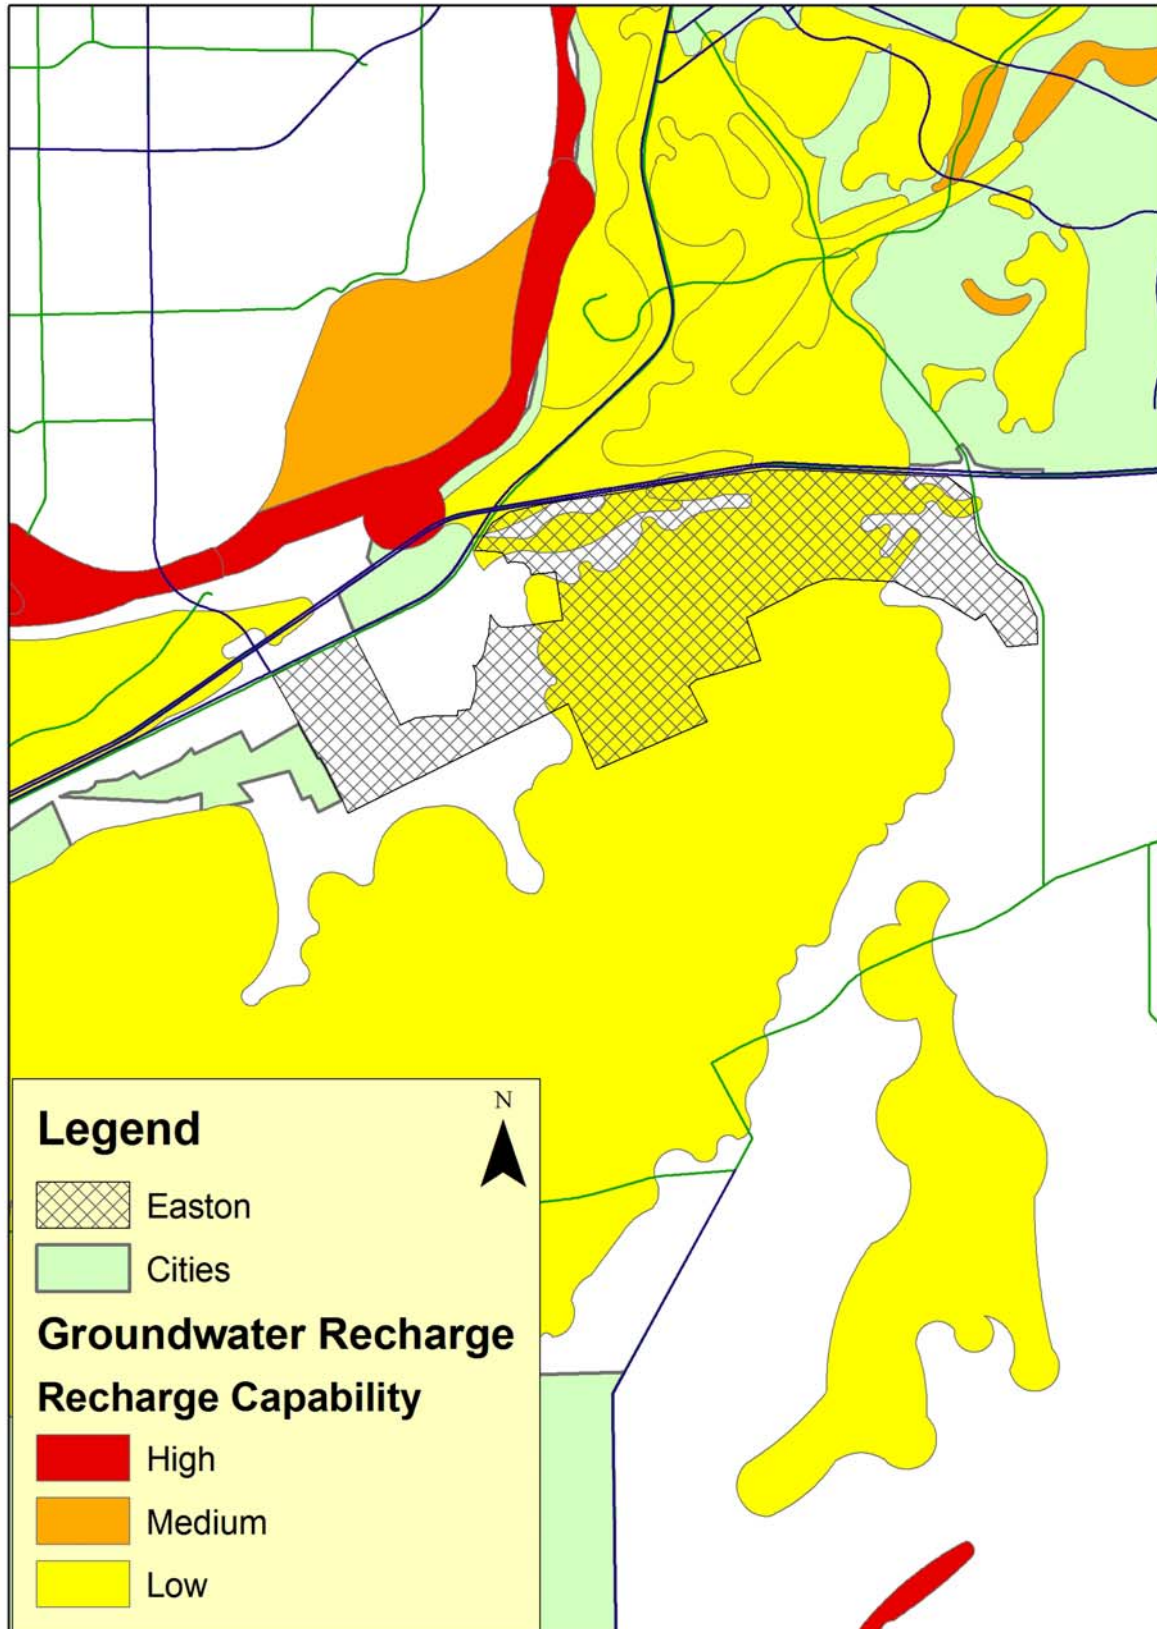 Legend
N
Easton
Cities
Groundwater Recharge
Recharge Capability
High
Medium
Low